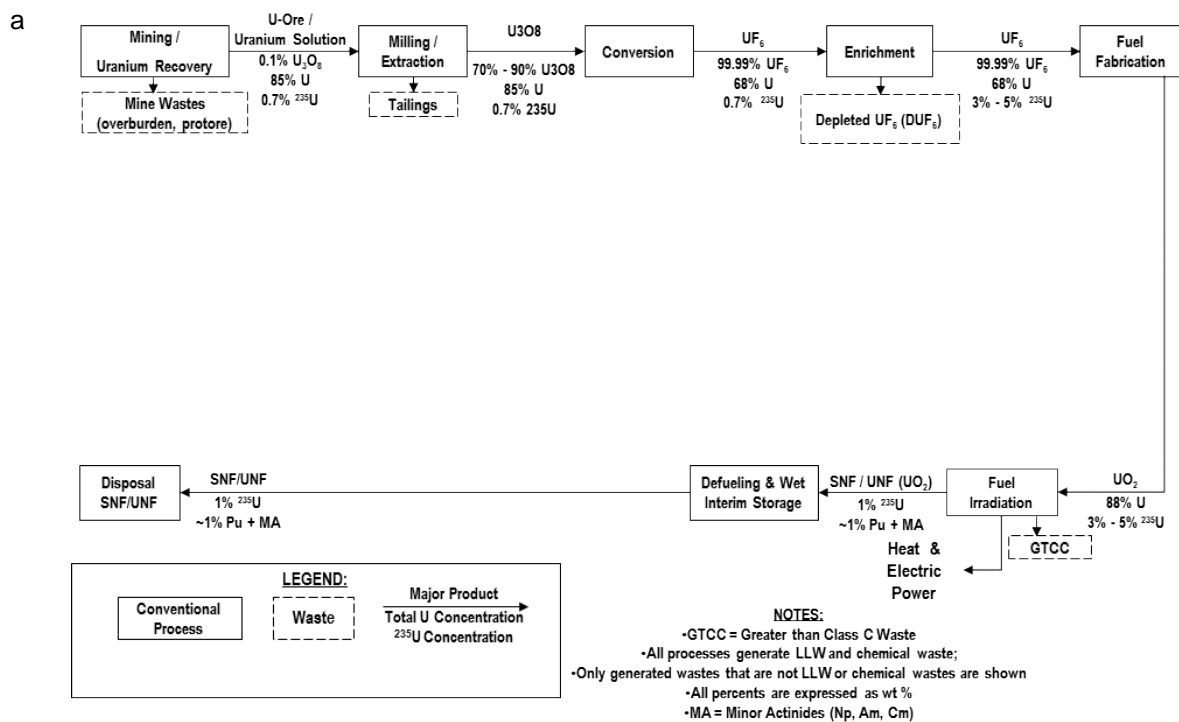 a
Mining /
Uranium Recovery
U-Ore /
Uranium Solution
0.1% U₃O₈
85% U
0.7% ²³⁵U
Milling /
Extraction
U3O8
70% - 90% U3O8
85% U
0.7% 235U
Conversion
UF₆
99.99% UF₆
68% U
0.7% ²³⁵U
Enrichment
UF₆
99.99% UF₆
68% U
3% - 5% ²³⁵U
Fuel
Fabrication
Mine Wastes
(overburden, protore)
Tailings
Depleted UF₆ (DUF₆)
Disposal
SNF/UNF
SNF/UNF
1% ²³⁵U
~1% Pu + MA
Defueling & Wet
Interim Storage
SNF / UNF (UO₂)
1% ²³⁵U
~1% Pu + MA
Fuel
Irradiation
UO₂
88% U
3% - 5% ²³⁵U
GTCC
Heat &
Electric
Power
LEGEND:
Conventional
Process
Waste
Major Product
Total U Concentration
²³⁵U Concentration
NOTES:
•GTCC = Greater than Class C Waste
•All processes generate LLW and chemical waste;
•Only generated wastes that are not LLW or chemical wastes are shown
•All percents are expressed as wt %
•MA = Minor Actinides (Np, Am, Cm)